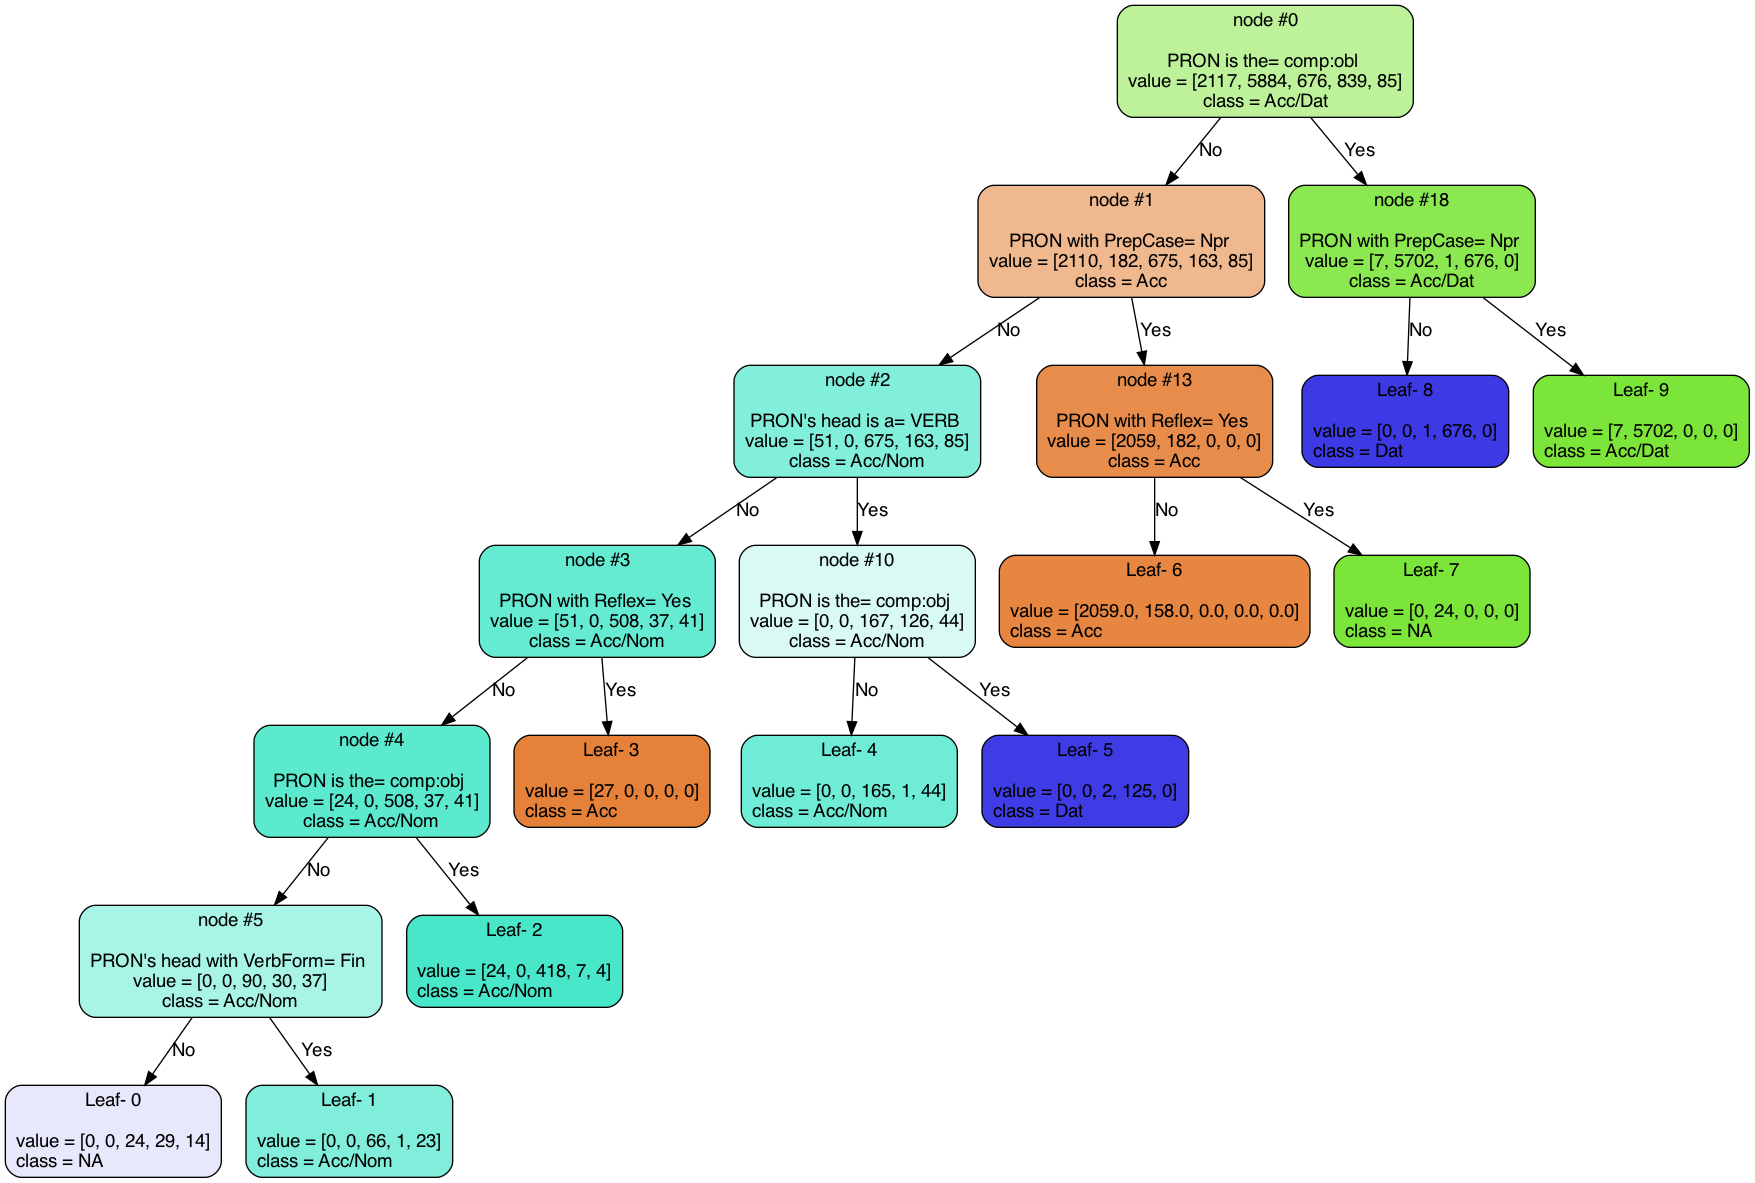 node #0
PRON is the= comp:obl
value = [2117, 5884, 676, 839, 85]
class = Acc/Dat
No
Yes
node #1
PRON with PrepCase= Npr
value = [2110, 182, 675, 163, 85]
class = Acc
node #18
PRON with PrepCase= Npr
value = [7, 5702, 1, 676, 0]
class = Acc/Dat
No
Yes
No
Yes
node #2
PRON's head is a= VERB
value = [51, 0, 675, 163, 85]
class = Acc/Nom
node #13
PRON with Reflex= Yes
value = [2059, 182, 0, 0, 0]
class = Acc
Leaf- 8
value = [0, 0, 1, 676, 0]
class = Dat
Leaf- 9
value = [7, 5702, 0, 0, 0]
class = Acc/Dat
No
Yes
No
Yes
node #3
PRON with Reflex= Yes
value = [51, 0, 508, 37, 41]
class = Acc/Nom
node #10
PRON is the= comp:obj
value = [0, 0, 167, 126, 44]
class = Acc/Nom
Leaf- 6
value = [2059.0, 158.0, 0.0, 0.0, 0.0]
class = Acc
Leaf- 7
value = [0, 24, 0, 0, 0]
class = NA
No
Yes
No
Yes
node #4
PRON is the= comp:obj
value = [24, 0, 508, 37, 41]
class = Acc/Nom
Leaf- 3
value = [27, 0, 0, 0, 0]
class = Acc
Leaf- 4
value = [0, 0, 165, 1, 44]
class = Acc/Nom
Leaf- 5
value = [0, 0, 2, 125, 0]
class = Dat
No
Yes
node #5
PRON's head with VerbForm= Fin
value = [0, 0, 90, 30, 37]
class = Acc/Nom
Leaf- 2
value = [24, 0, 418, 7, 4]
class = Acc/Nom
No
Yes
Leaf- 0
value = [0, 0, 24, 29, 14]
class = NA
Leaf- 1
value = [0, 0, 66, 1, 23]
class = Acc/Nom